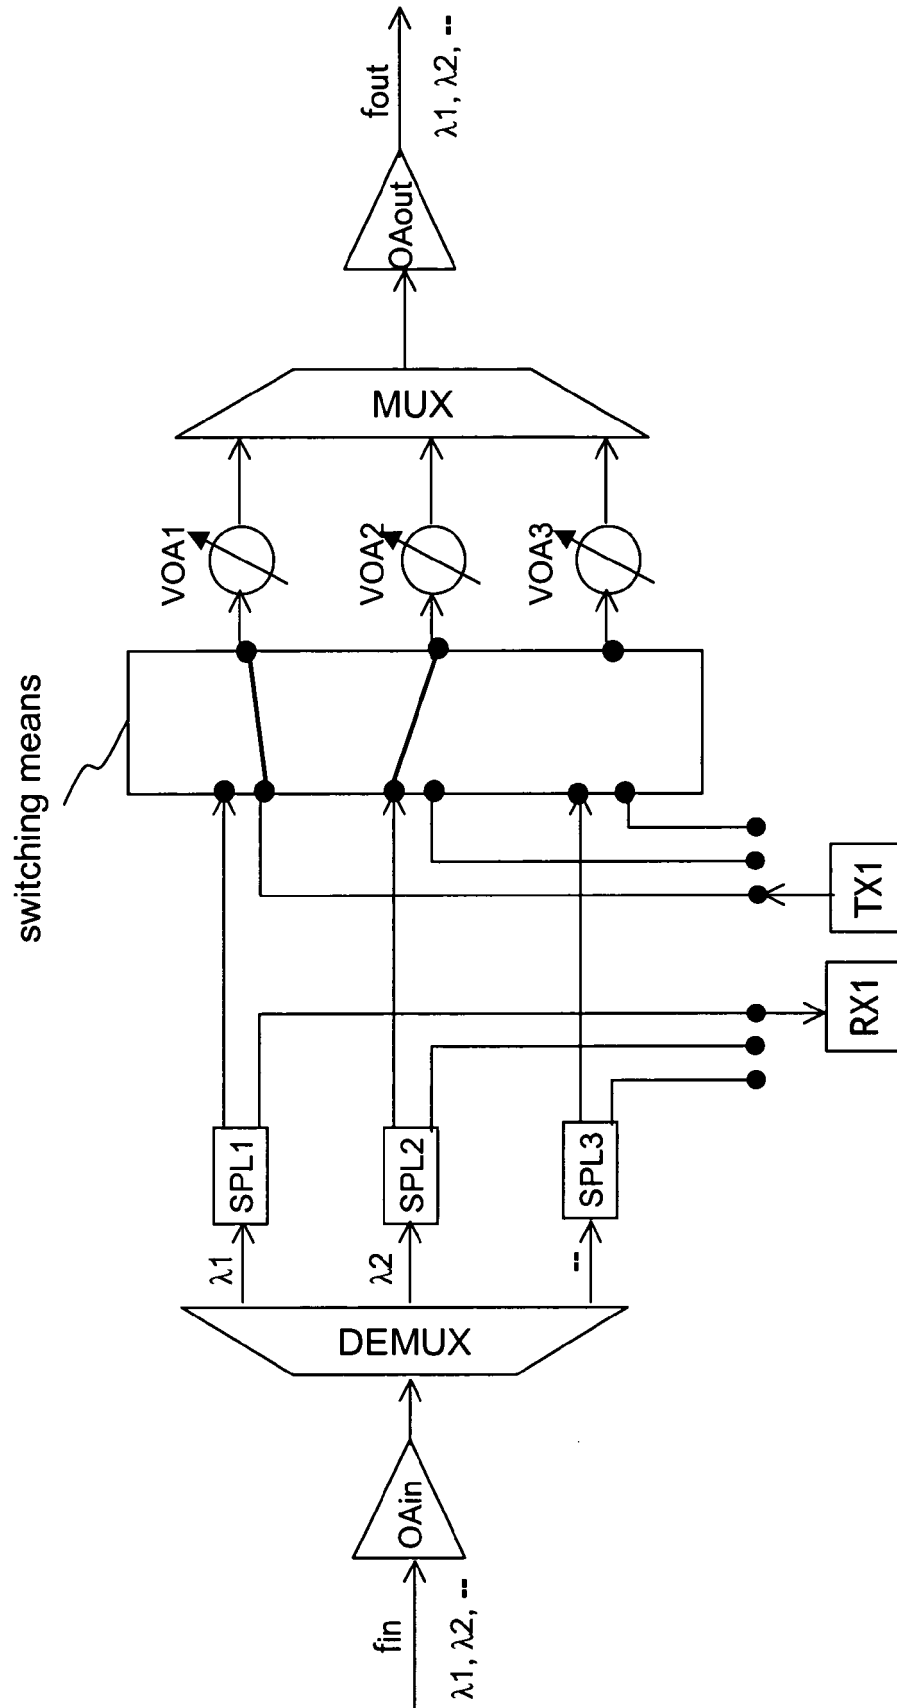 switching means
fin
λ1, λ2, --
OAin
DEMUX
λ1
λ2
--
SPL1
SPL2
SPL3
RX1
TX1
VOA1
VOA2
VOA3
MUX
OAout
fout
λ1, λ2, --